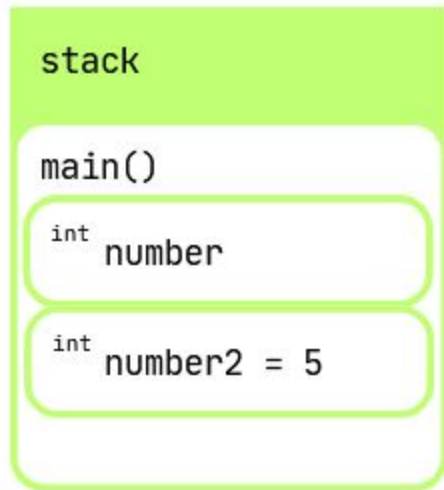 stack
main()
int number
int number2 = 5